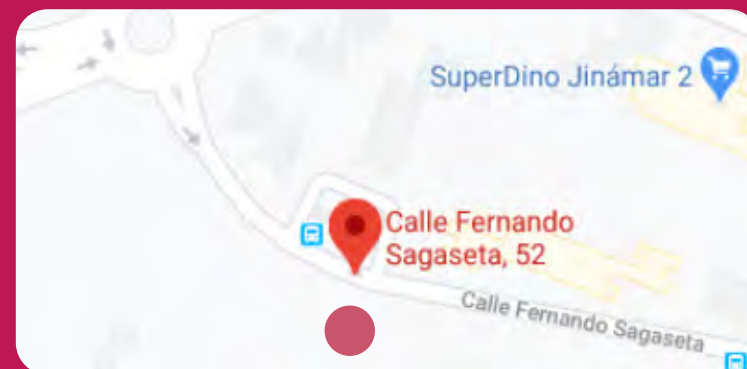 SuperDino Jinámar 2
Calle Fernando
Sagaseta, 52
Calle Fernando Sagaseta